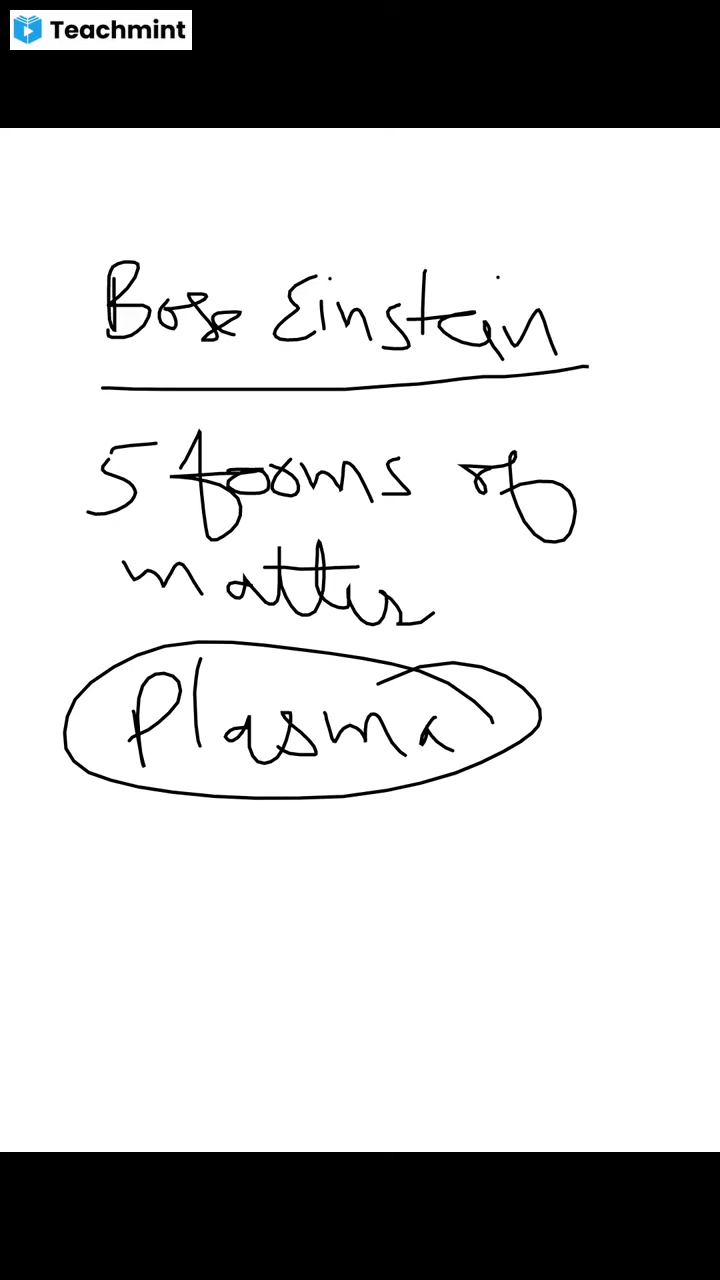 Teachmint
Bose Einstein
5 forms of
matter
Plasma